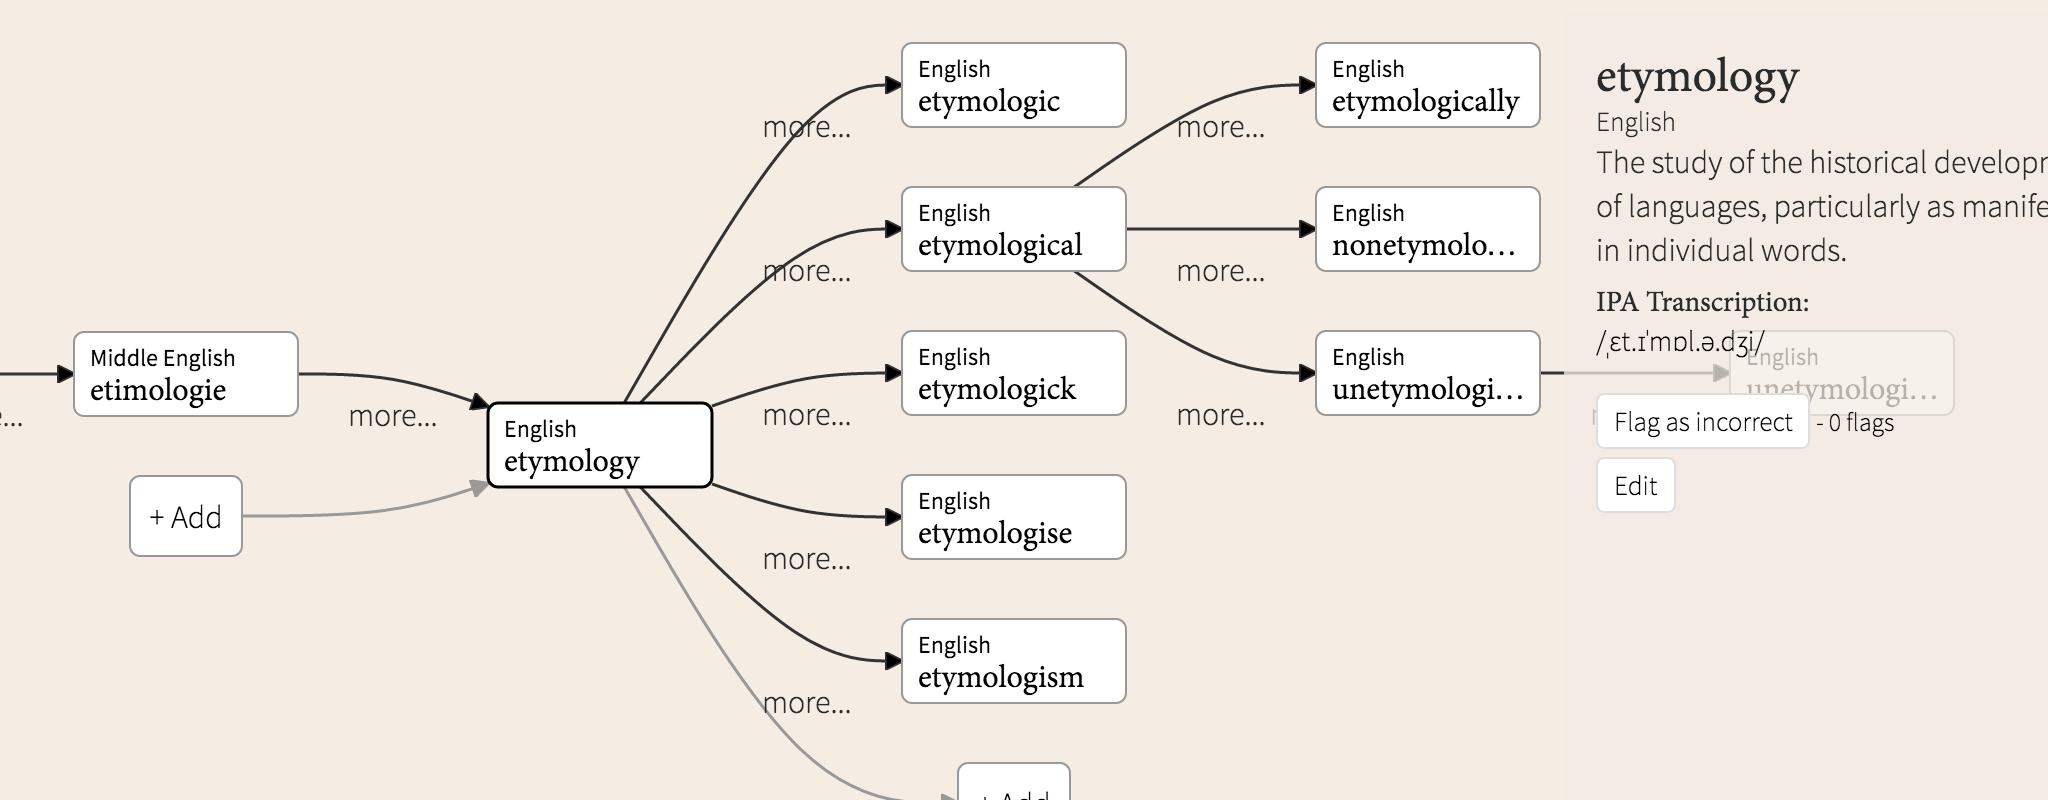 English
etymologic
more...
English
etymologically
more...
English
etymological
more...
English
nonetymolo…
more...
Middle English
etimologie
more...
+ Add
English
etymology
English
etymologick
more...
English
unetymologi…
more...
English
etymologise
more...
English
etymologism
more...
+ Add
etymology
English
The study of the historical develop
of languages, particularly as manife
in individual words.
IPA Transcription:
/ˌɛt.ɪˈmɒl.ə.dʒi/
English
unetymologi…
Flag as incorrect - 0 flags
Edit